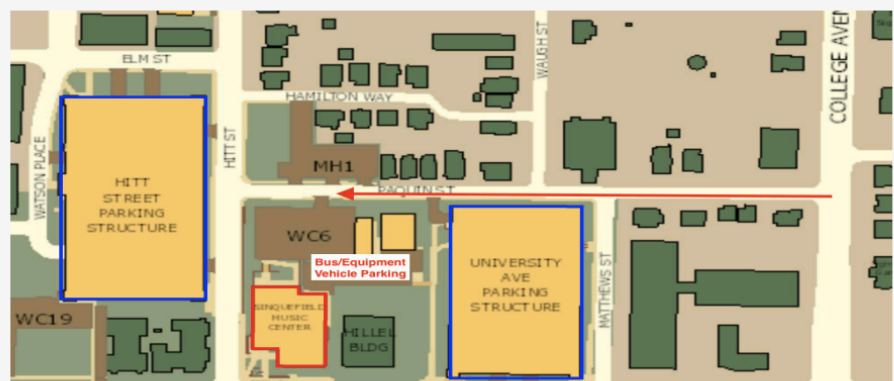 ELM ST
WAUGH ST
COLLEGE AVEN
HAMILTON WAY
WATSON PLACE
HITT ST
HITT
STREET
PARKING
STRUCTURE
MH1
PAQUIN ST
WC6
Bus/Equipment
Vehicle Parking
UNIVERSITY
AVE
PARKING
STRUCTURE
MATTHEWS ST
SINQUEFIELD
MUSIC
CENTER
HILLEL
BLDG
WC19